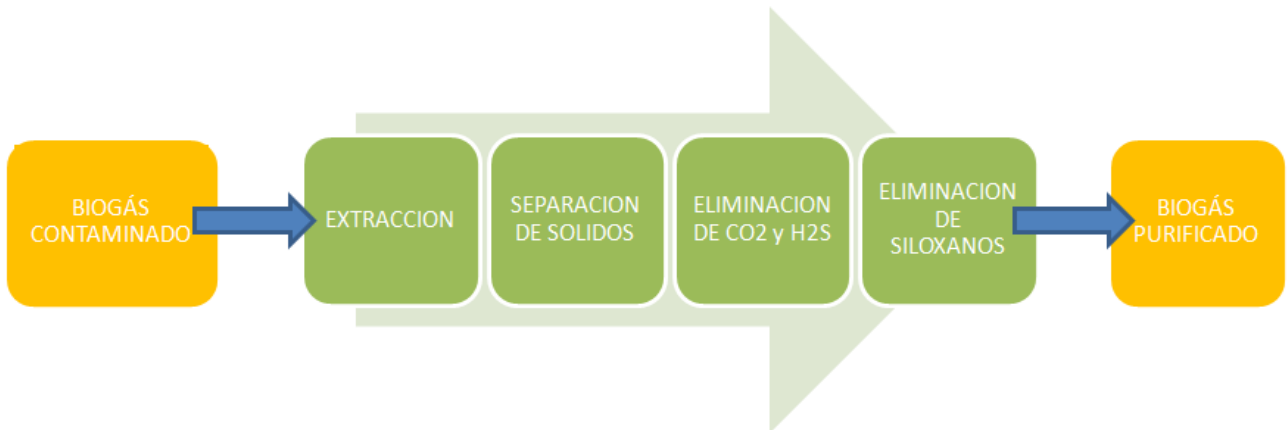 BIOGÁS
CONTAMINADO
EXTRACCION
SEPARACION
DE SOLIDOS
ELIMINACION
DE CO2 y H2S
ELIMINACION
DE
SILOXANOS
BIOGÁS
PURIFICADO